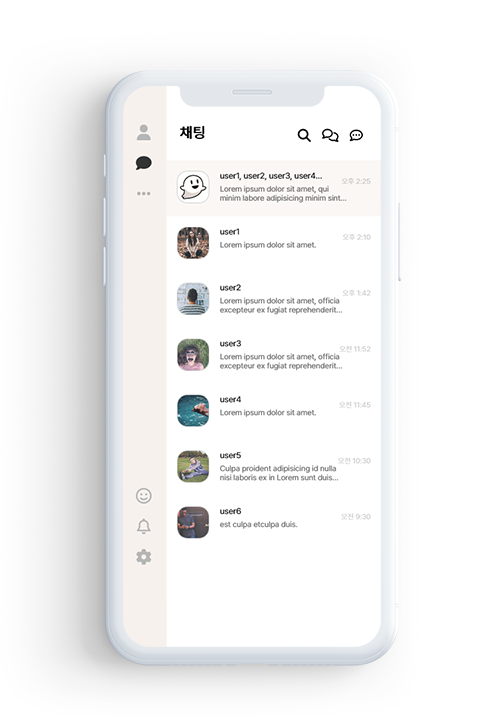 채팅
user1, user2, user3, user4...
오후 2:25
Lorem ipsum dolor sit amet, qui
minim labore adipisicing minim sint...
user1
오후 2:10
Lorem ipsum dolor sit amet.
user2
오후 1:42
Lorem ipsum dolor sit amet, officia
excepteur ex fugiat reprehenderit...
user3
오전 11:52
Lorem ipsum dolor sit amet, officia
excepteur ex fugiat reprehenderit...
user4
오전 11:45
Lorem ipsum dolor sit amet.
user5
오전 10:30
Culpa proident adipisicing id nulla
nisi laboris ex in Lorem sunt duis...
user6
오전 9:30
est culpa etculpa duis.